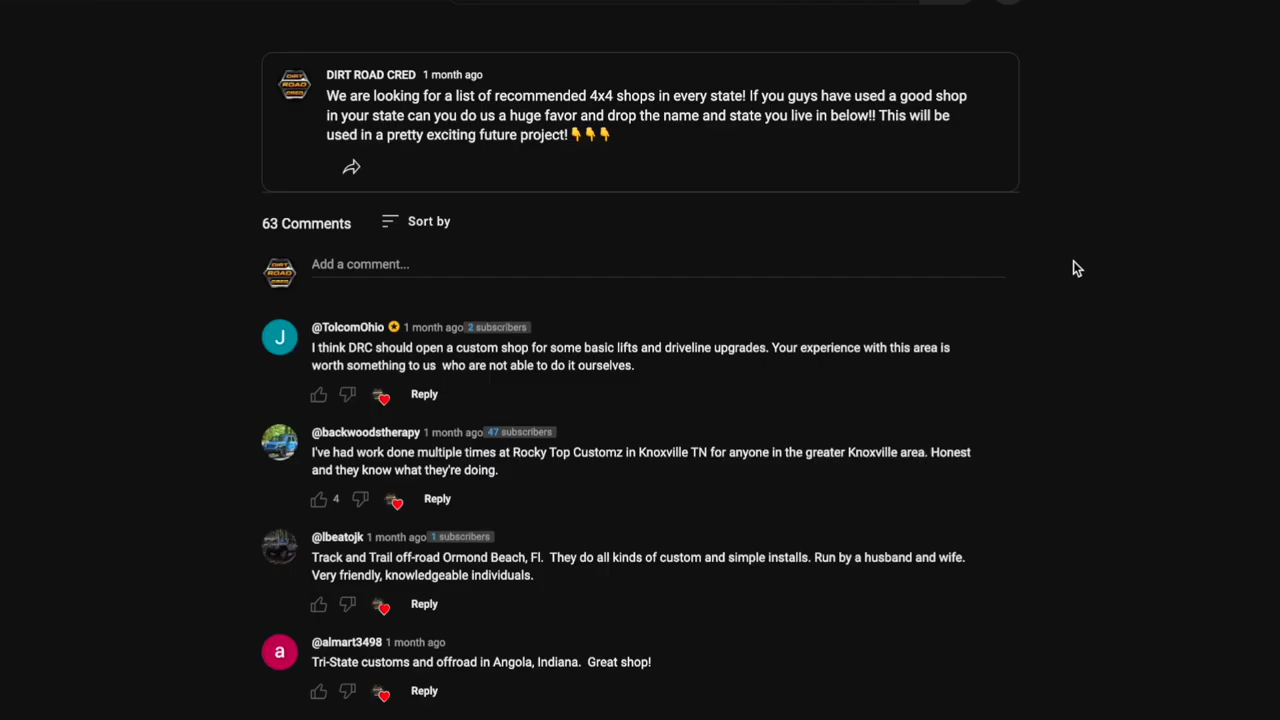 DIRT ROAD CRED 1 month ago
We are looking for a list of recommended 4x4 shops in every state! If you guys have used a good shop
in your state can you do us a huge favor and drop the name and state you live in below!! This will be
used in a pretty exciting future project!👇👇👇
63 Comments Sort by
DIRT
ROAD
CRED
Add a comment...
J
@TolcomOhio 1 month ago 2 subscribers
I think DRC should open a custom shop for some basic lifts and driveline upgrades. Your experience with this area is
worth something to us  who are not able to do it ourselves.
Reply
@backwoodstherapy 1 month ago 47 subscribers
I've had work done multiple times at Rocky Top Customz in Knoxville TN for anyone in the greater Knoxville area. Honest
and they know what they're doing.
4 Reply
@lbeatojk 1 month ago 1 subscribers
Track and Trail off-road Ormond Beach, Fl.  They do all kinds of custom and simple installs. Run by a husband and wife.
Very friendly, knowledgeable individuals.
Reply
a
@almart3498 1 month ago
Tri-State customs and offroad in Angola, Indiana.  Great shop!
Reply